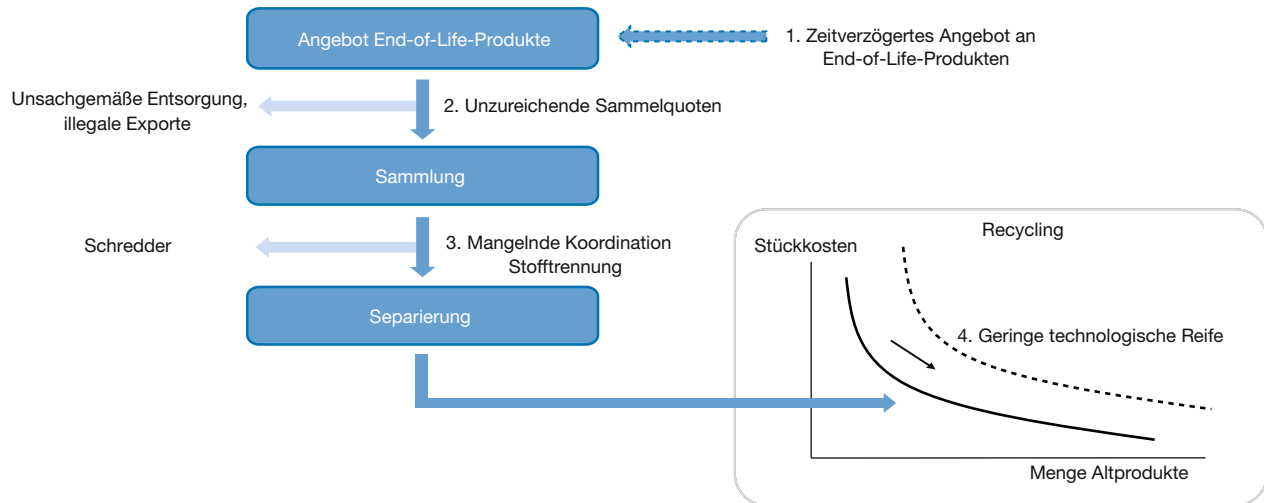 Angebot End-of-Life-Produkte
1. Zeitverzögertes Angebot an
End-of-Life-Produkten
Unsachgemäße Entsorgung,
illegale Exporte
2. Unzureichende Sammelquoten
Sammlung
Schredder
3. Mangelnde Koordination
Stofftrennung
Separierung
Recycling
Stückkosten
4. Geringe technologische Reife
Menge Altprodukte